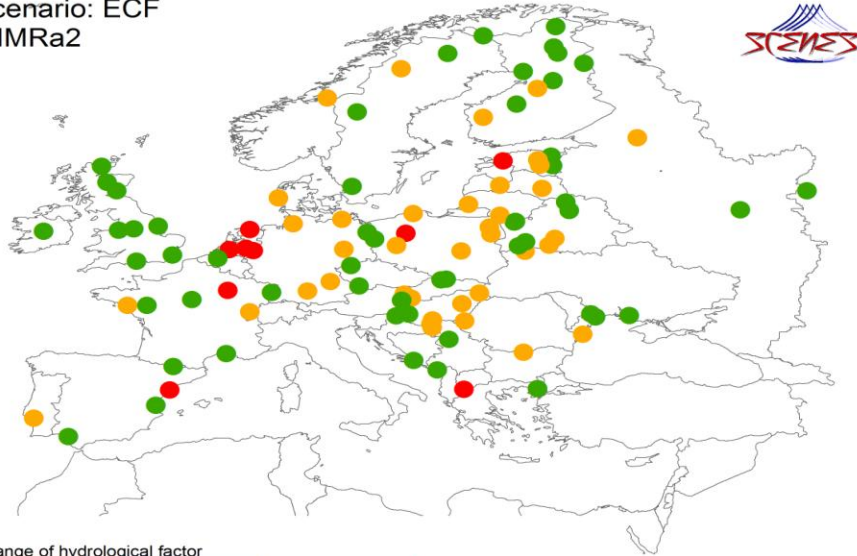 cenario: ECF
IMRa2
SCENES
ange of hydrological factor